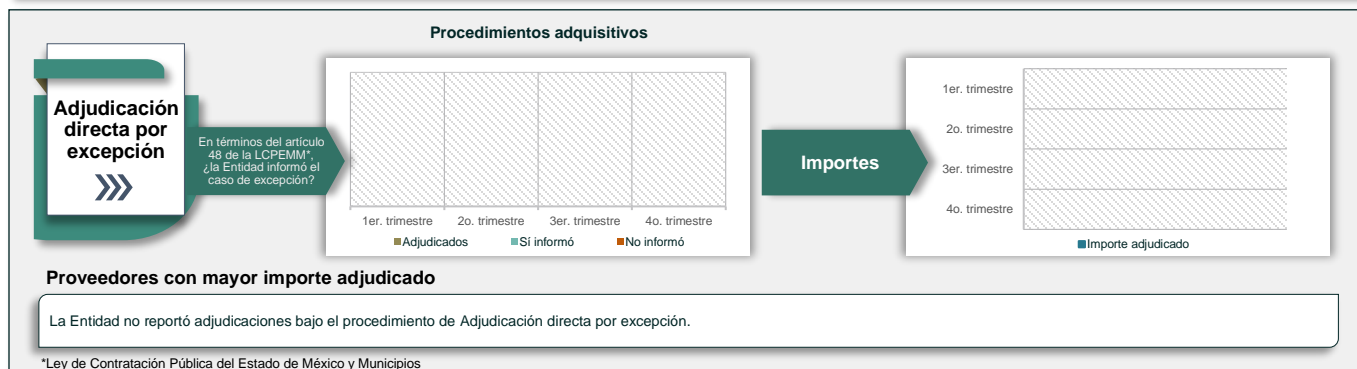 Procedimientos adquisitivos
Adjudicación
directa por
excepción
En términos del artículo
48 de la LCPEMM*,
¿la Entidad informó el
caso de excepción?
1er. trimestre
2o. trimestre
3er. trimestre
4o. trimestre
Adjudicados
Sí informó
No informó
Importes
1er. trimestre
2o. trimestre
3er. trimestre
4o. trimestre
Importe adjudicado
Proveedores con mayor importe adjudicado
La Entidad no reportó adjudicaciones bajo el procedimiento de Adjudicación directa por excepción.
*Ley de Contratación Pública del Estado de México y Municipios